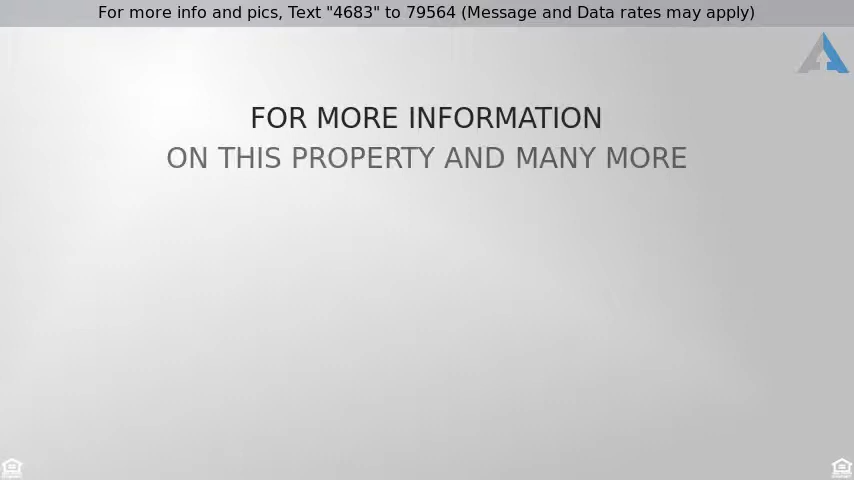 For more info and pics, Text "4683" to 79564 (Message and Data rates may apply)
FOR MORE INFORMATION
ON THIS PROPERTY AND MANY MORE